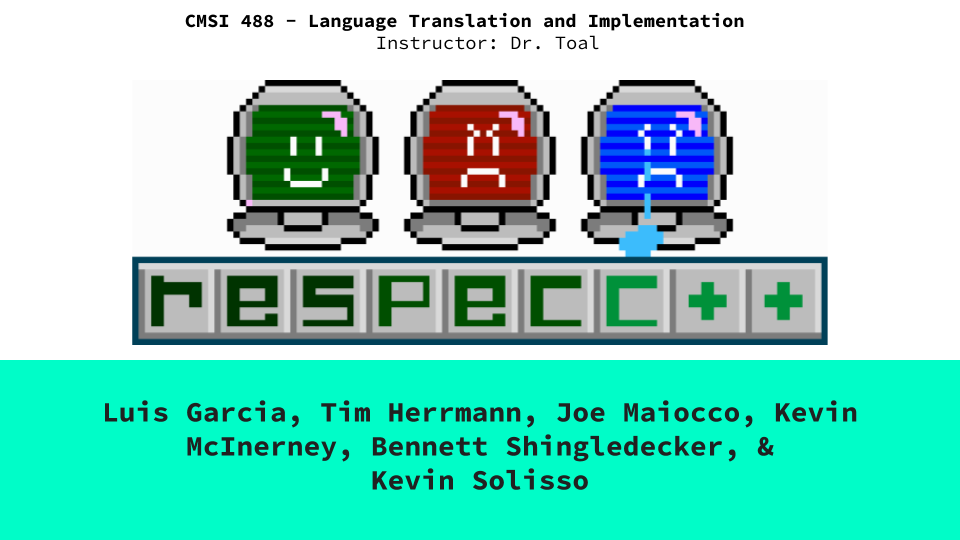 CMSI 488 - Language Translation and Implementation
Instructor: Dr. Toal
respecc++
Luis Garcia, Tim Herrmann, Joe Maiocco, Kevin
McInerney, Bennett Shingledecker, &
Kevin Solisso